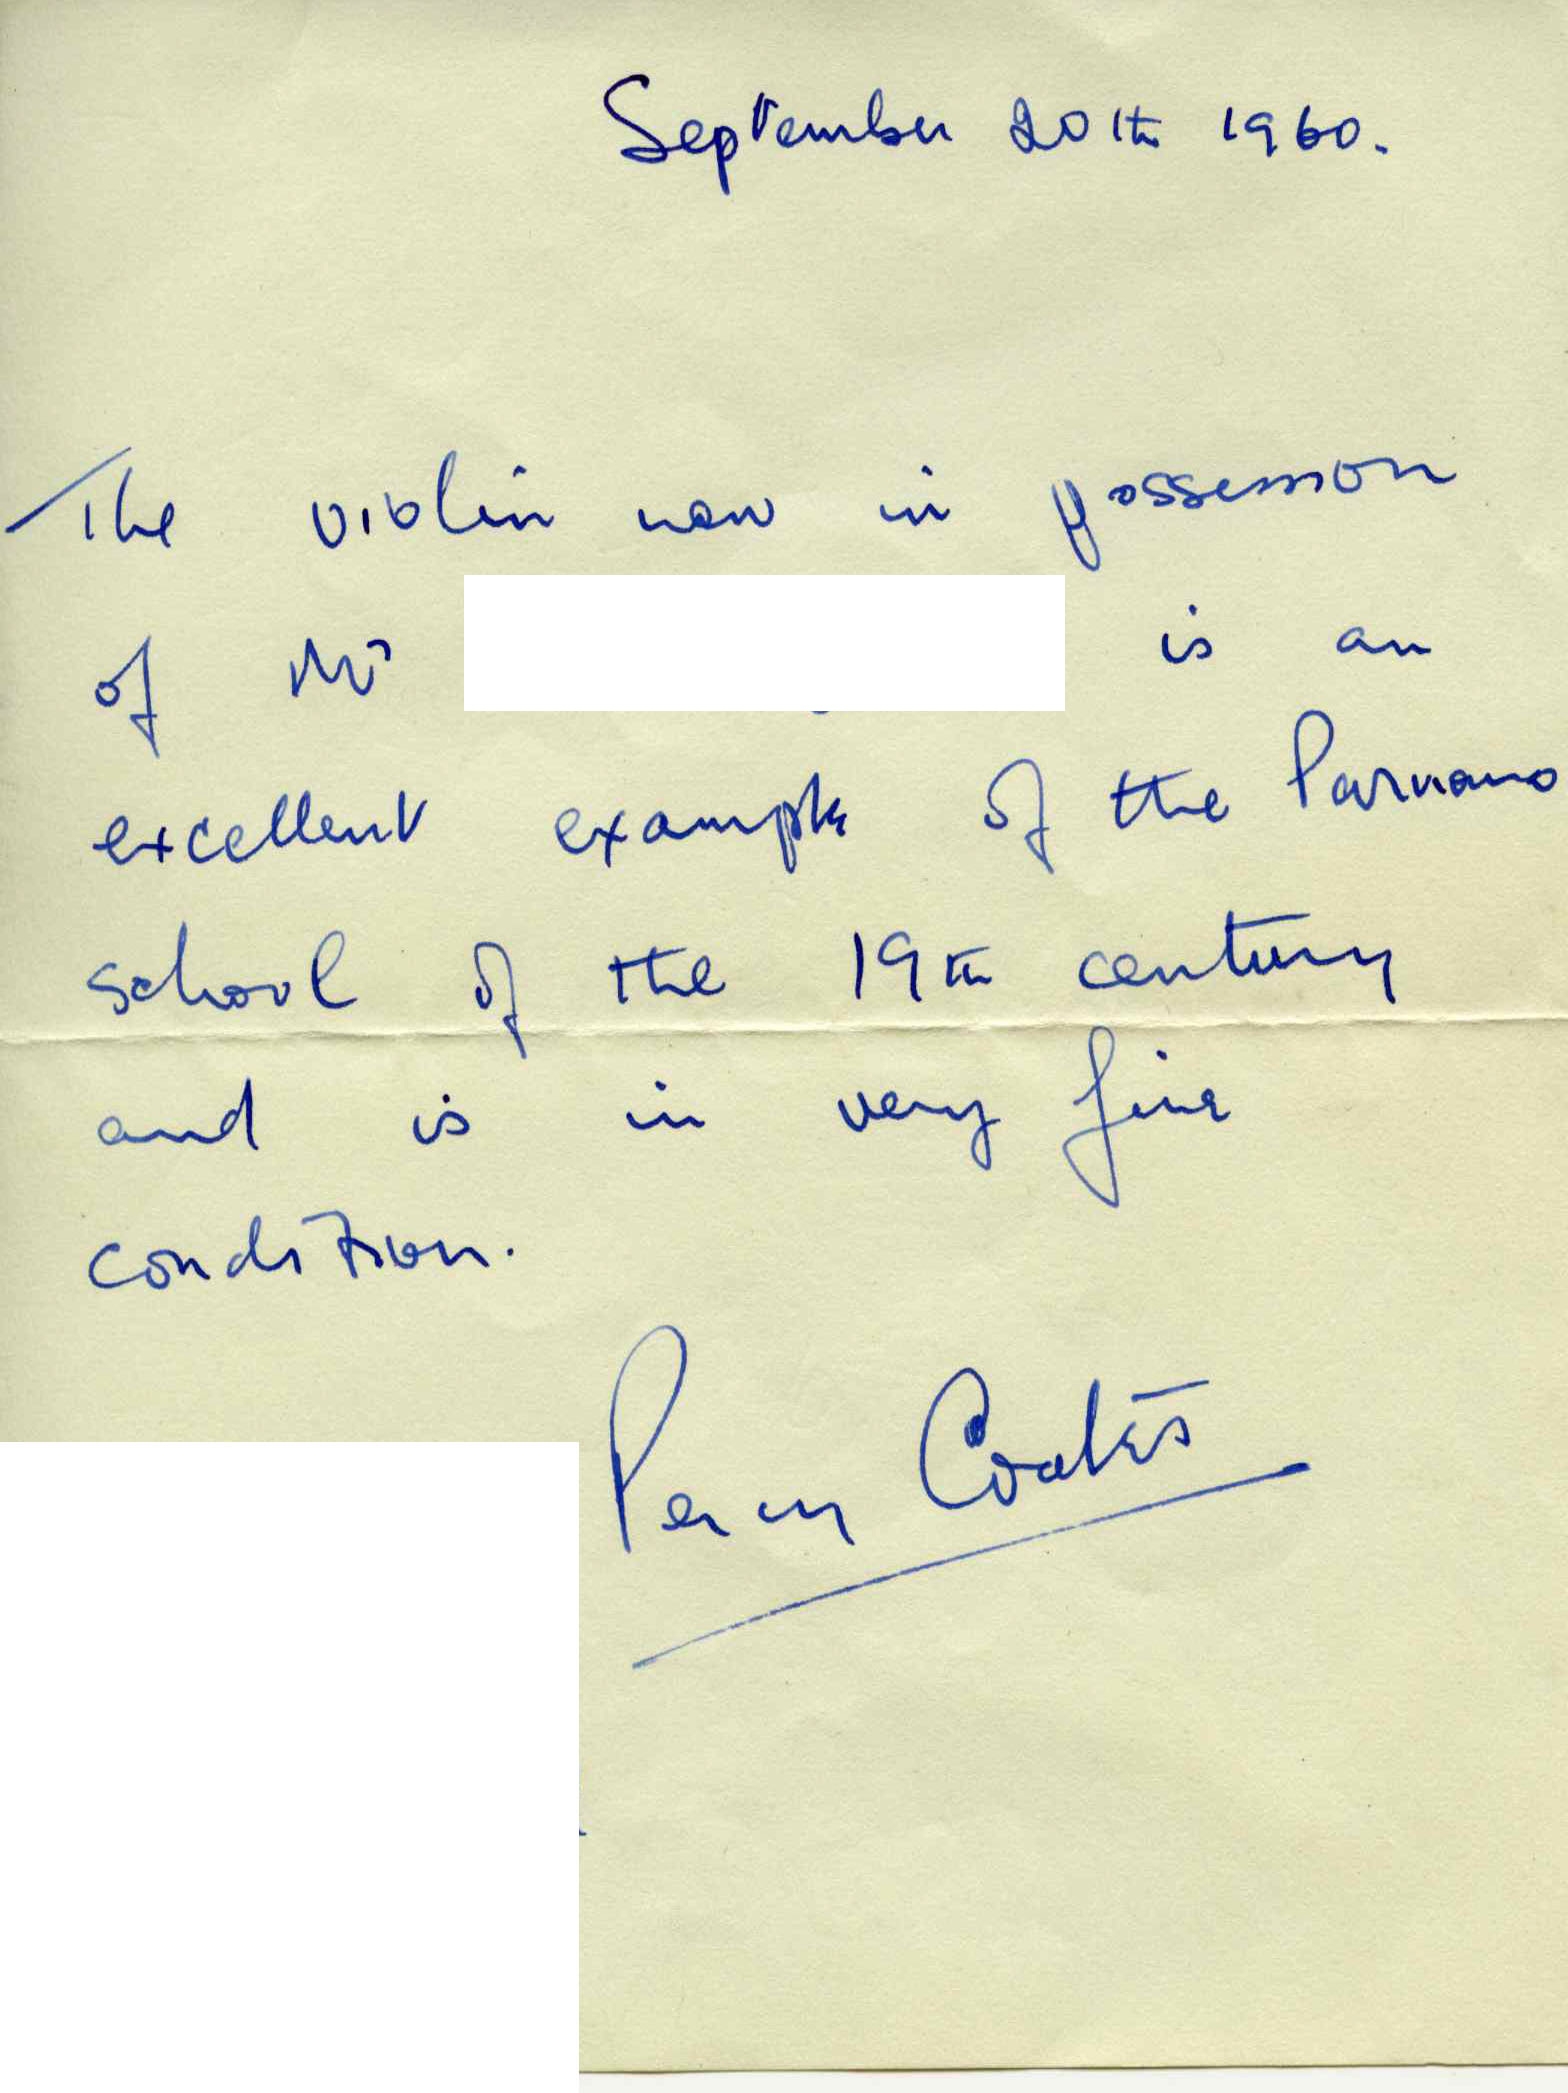 September 20th 1960.
The violin now in possession
of Mr is an
excellent example of the Parmano
school of the 19th century
and is in very fine
condition.
Percy Coates